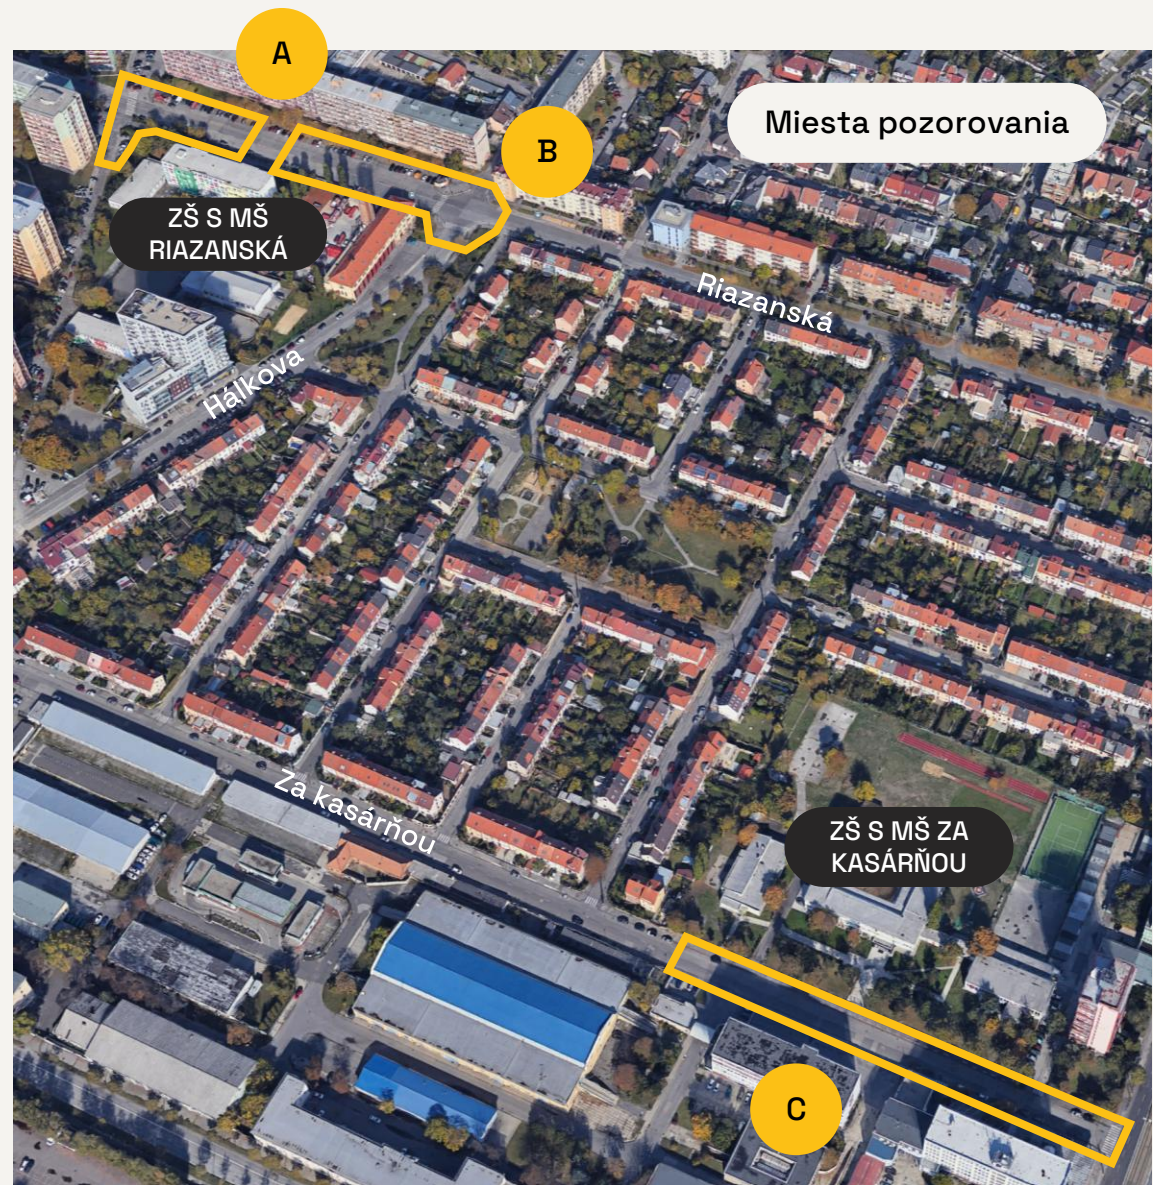 A
B
Miesta pozorovania
ZŠ S MŠ
RIAZANSKÁ
Riazanská
Hálkova
Za kasárňou
ZŠ S MŠ ZA
KASÁRŇOU
C